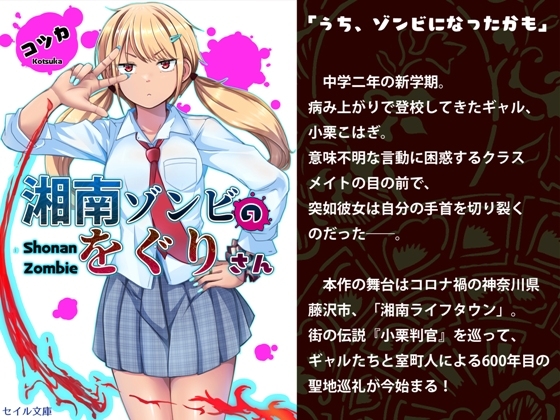 コツカ
Kotsuka
湘南ゾンビの
をぐりさん
Shonan
Zombie
セイル文庫
「うち、ゾンビになったかも」
中学二年の新学期。
病み上がりで登校してきたギャル、
小栗こはぎ。
意味不明な言動に困惑するクラス
メイトの目の前で、
突如彼女は自分の手首を切り裂く
のだった――。
本作の舞台はコロナ禍の神奈川県
藤沢市、「湘南ライフタウン」。
街の伝説『小栗判官』を巡って、
ギャルたちと室町人による600年目の
聖地巡礼が今始まる！